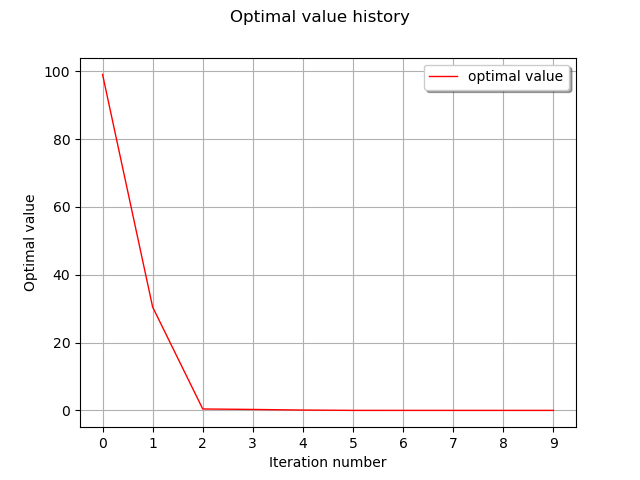 Optimal value history
optimal value
100
80
60
40
20
0
Optimal value
0 1 2 3 4 5 6 7 8 9
Iteration number